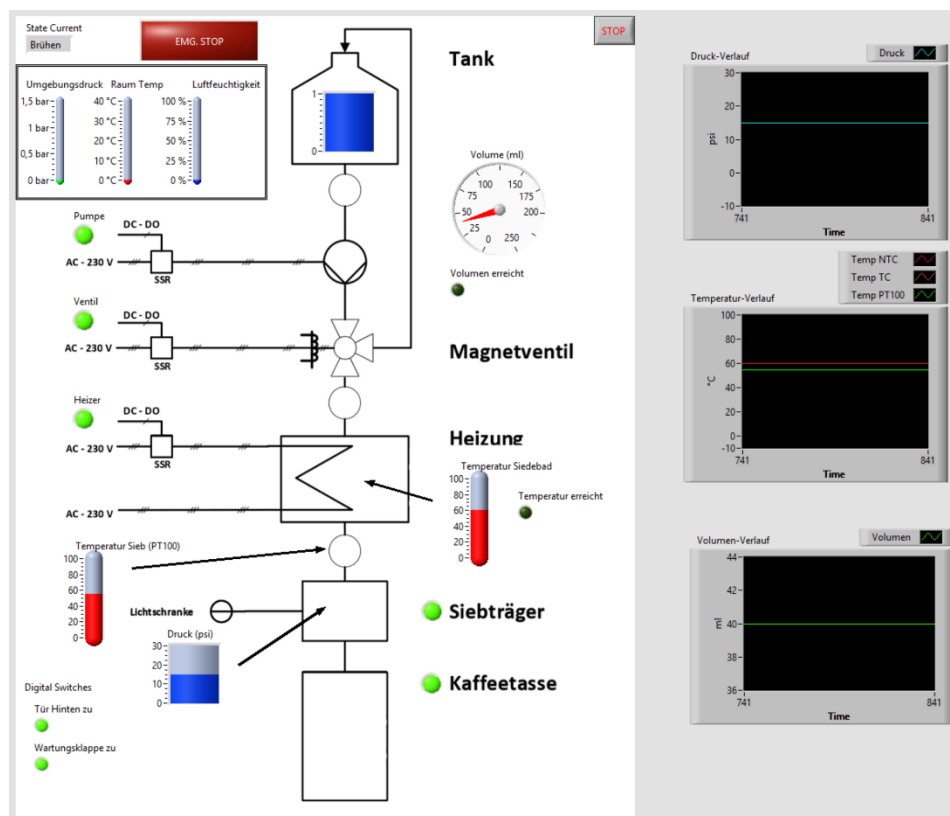 State Current
Brühen
EMG. STOP
STOP
Umgebungsdruck Raum Temp Luftfeuchtigkeit
1,5 bar
1 bar
0,5 bar
0 bar
40 °C
30 °C
20 °C
10 °C
0 °C
100 %
75 %
50 %
25 %
0 %
1
0
Tank
Volume (ml)
0
25
50
75
100
125
150
175
200
250
Volumen erreicht
Pumpe
DC - DO
AC - 230 V
SSR
Ventil
DC - DO
AC - 230 V
SSR
Magnetventil
Heizer
DC - DO
AC - 230 V
SSR
AC - 230 V
Heizung
Temperatur Siedebad
100
80
60
40
20
0
Temperatur erreicht
Temperatur Sieb (PT100)
100
80
60
40
20
0
Lichtschranke
Siebträger
Druck (psi)
30
20
10
0
Kaffeetasse
Digital Switches
Tür Hinten zu
Wartungsklappe zu
Druck-Verlauf
Druck
30
20
10
0
-10
psi
741
841
Time
Temp NTC
Temp TC
Temp PT100
Temperatur-Verlauf
100
80
60
40
20
0
-10
°C
741
841
Time
Volumen-Verlauf
Volumen
44
42
40
38
36
ml
741
841
Time